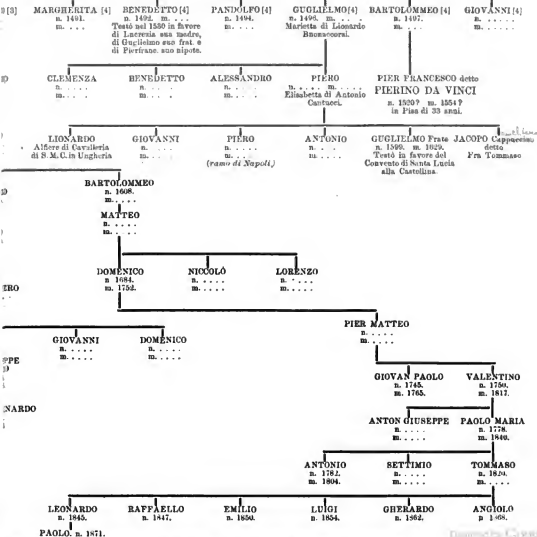 [3] MARGHERITA [4] BENEDETTO [4] PANDOLFO [4] GUGLIELMO [4] BARTOLOMMEO [4] GIOVANNI [4]
n. 1491. n. 1492. m. . . . n. 1494. n. 1496. m. . . . n. 1497. n. . . . .
m. . . . Testò nel 1550 in favore m. . . . Marietta di Lionardo m. . . . m. . . . .
di Lucrezia sua madre, Buonaccorsi.
di Guglielmo suo frat. e
di Pierfranc. suo nipote.
CLEMENZA BENEDETTO ALESSANDRO PIERO PIER FRANCESCO detto
n. . . . . n. . . . . n. . . . . n. . . . . m. . . . . PIERINO DA VINCI
m. . . . . m. . . . . m. . . . . Elisabetta di Antonio n. 1520? m. 1554?
Cantucci. in Pisa di 33 anni.
LIONARDO GIOVANNI PIERO ANTONIO GUGLIELMO Frate JACOPO Cappuccino
Alfiere di Cavalleria n. . . . . n. . . . . n. . . . n. 1599. m. 1629. detto
di S. M. C. in Ungheria m. . . . . m. . . . . m. . . . . Testò in favore del Fra Tommaso
(ramo di Napoli) Convento di Santa Lucia
alla Castellina.
BARTOLOMMEO
n. 1608.
m. . . . .
MATTEO
n. . . . .
m. . . . .
DOMENICO NICCOLÒ LORENZO
n. 1684. n. . . . . n. . . . .
m. 1752. m. . . . . m. . . . .
PIER MATTEO
n. . . . .
m. . . . .
GIOVANNI DOMENICO
n. . . . . n. . . . .
m. . . . . m. . . . .
GIOVAN PAOLO VALENTINO
n. 1745. n. 1750.
m. 1765. m. 1817.
NARDO
ANTON GIUSEPPE PAOLO MARIA
n. . . . . n. 1778.
m. . . . . m. 1840.
ANTONIO SETTIMIO TOMMASO
n. 1782. n. . . . . n. 1820.
m. 1804. m. . . . . m. . . . .
LEONARDO RAFFAELLO EMILIO LUIGI GHERARDO ANGIOLO
n. 1845. n. 1847. n. 1850. n. 1854. n. 1862. n. 1868.
PAOLO. n. 1871.